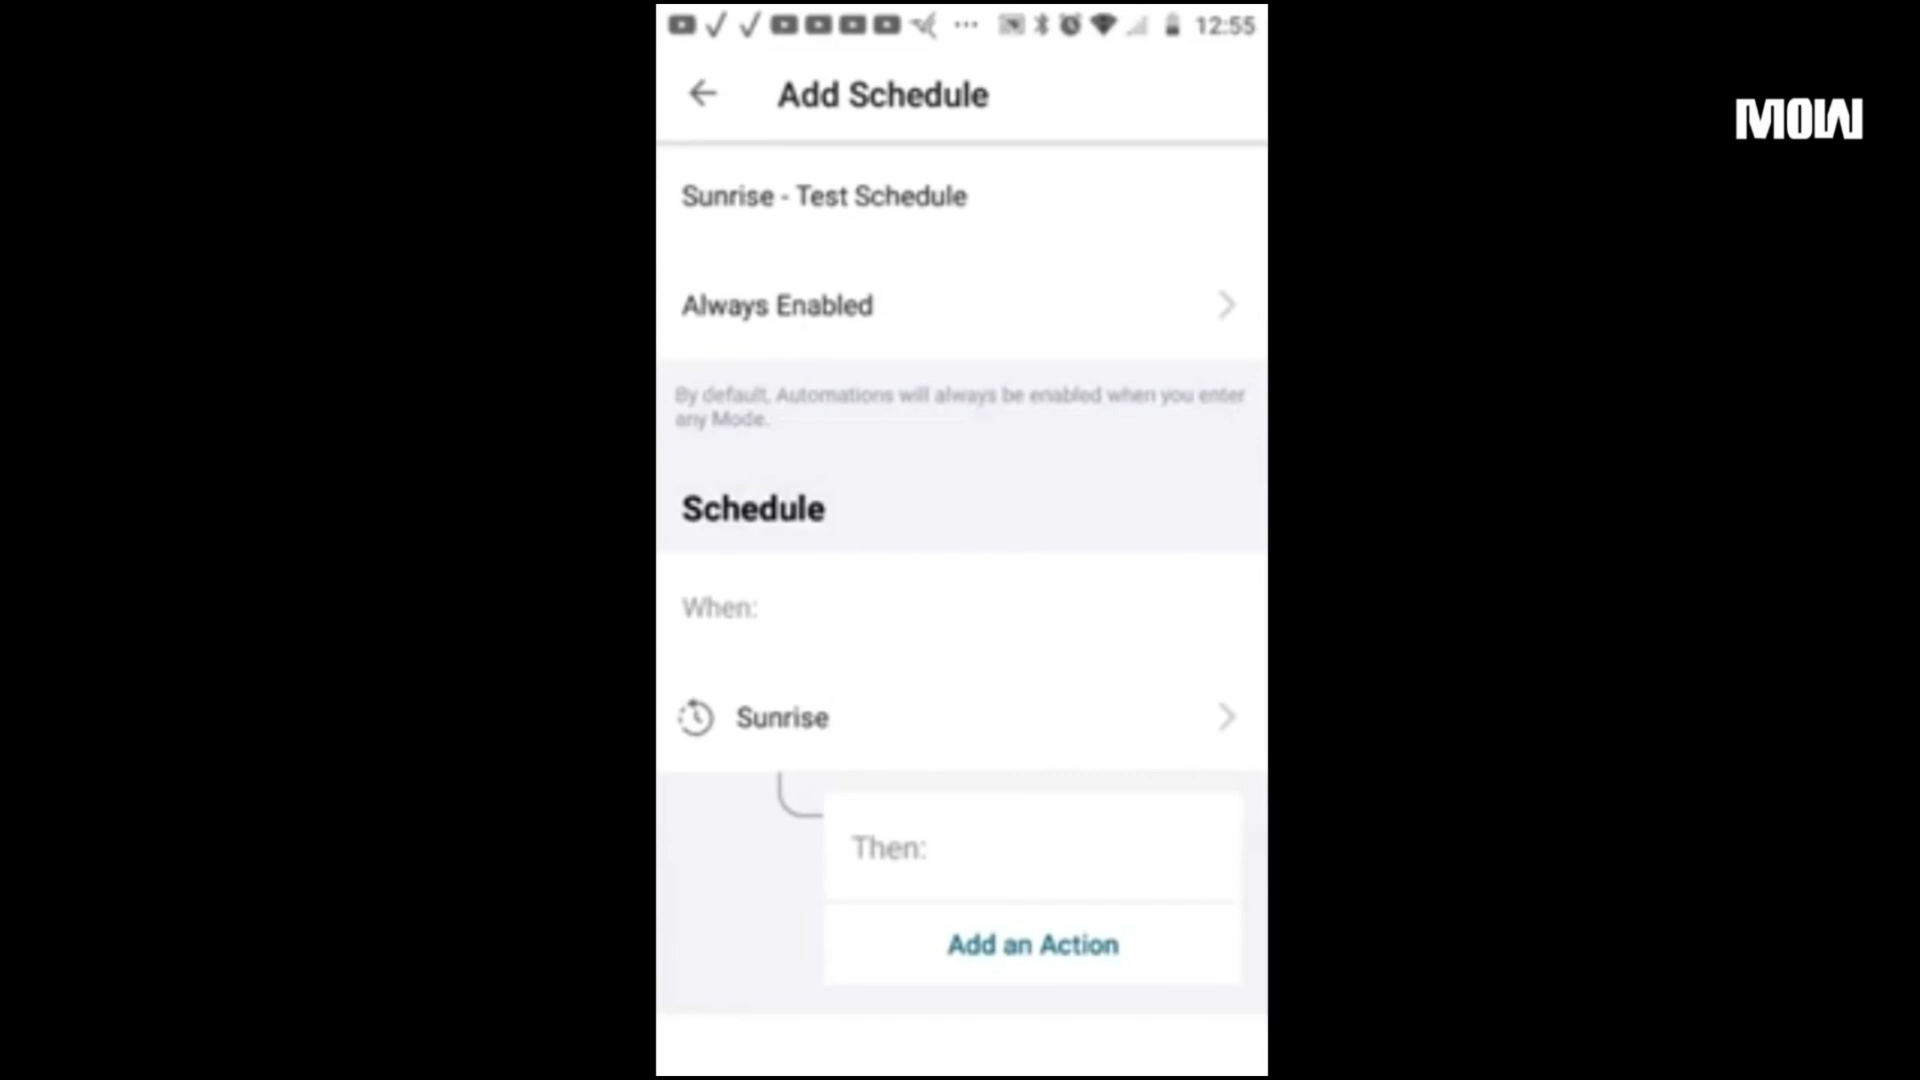 12:55
Add Schedule
MOW
Sunrise - Test Schedule
Always Enabled
By default, Automations will always be enabled when you enter
any Mode.
Schedule
When:
Sunrise
Then:
Add an Action